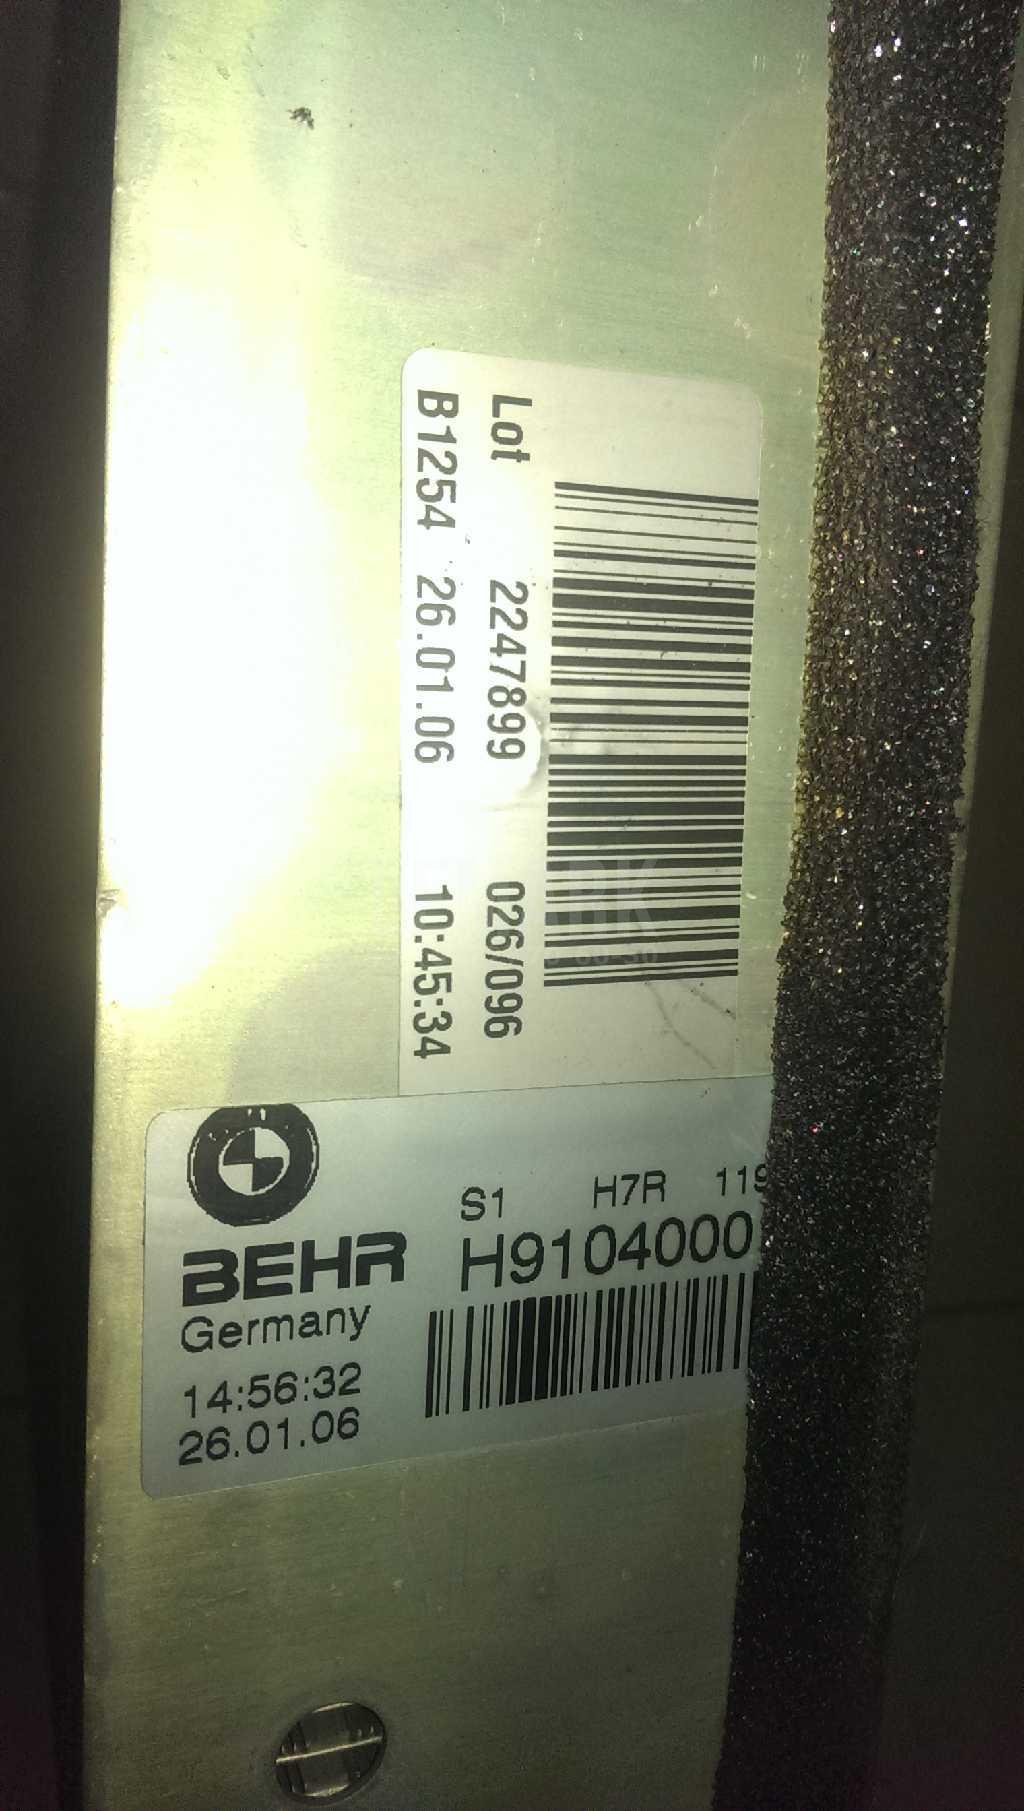 Lot 2247899 026/096
B1254 26.01.06 10:45:34
S1 H7R 119
BEHR H9104000
Germany
14:56:32
26.01.06